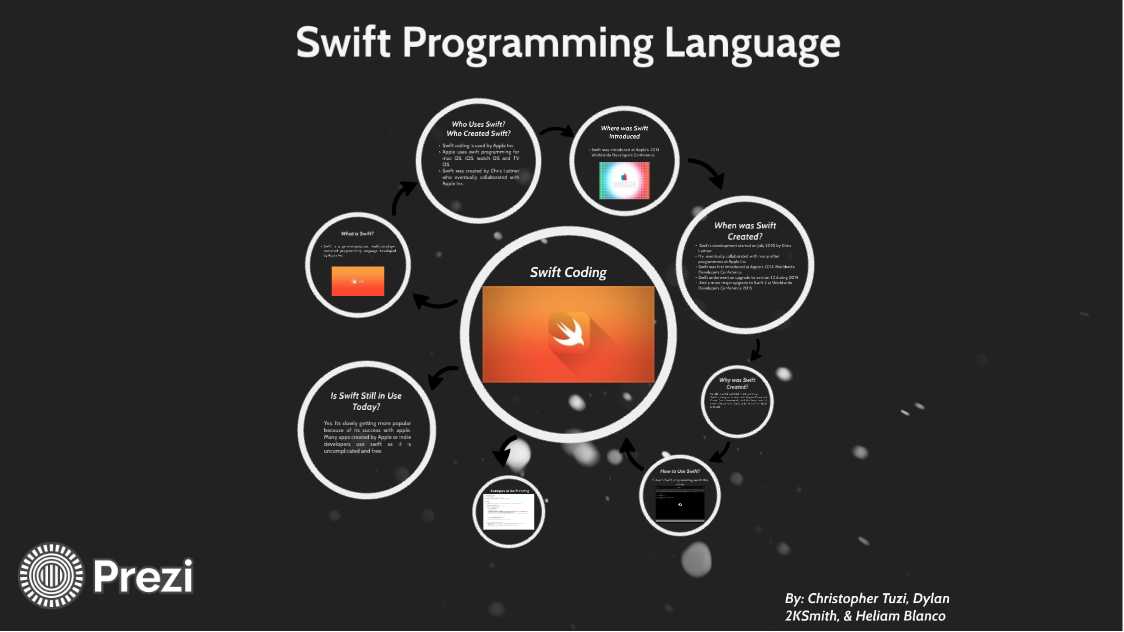 Swift Programming Language
Who Uses Swift?
Who Created Swift?
• Swift coding is used by Apple Inc.
• Apple uses swift programming for
mac OS iOS, watch OS and TV
OS.
• Swift was created by Chris Lattner
who eventually collaborated with
Apple Inc.
Where was Swift
Introduced
• Swift was introduced at Apple's 2014
Worldwide Developers Conference
When was Swift
Created?
• Swift's development started on July 2010 by Chris
Lattner.
• He eventually collaborated with many other
programmers at Apple Inc.
• Swift was first introduced at Apple's 2014 Worldwide
Developers Conference
• Swift underwent an upgrade to version 1.2 during 2014
• And a more major upgrade to Swift 2 at Worldwide
Developers Conference 2015
What is Swift?
• Swift is a general-purpose, multi-paradigm,
compiled programming language developed
by Apple Inc.
Swift Coding
Why was Swift
Created?
Is Swift Still in Use
Today?
Yes. Its slowly getting more popular
because of its success with apple.
Many apps created by Apple or indie
developers use swift as it is
uncomplicated and free.
How to Use Swift?
Examples of Swift Coding
Prezi
By: Christopher Tuzi, Dylan
2KSmith, & Heliam Blanco